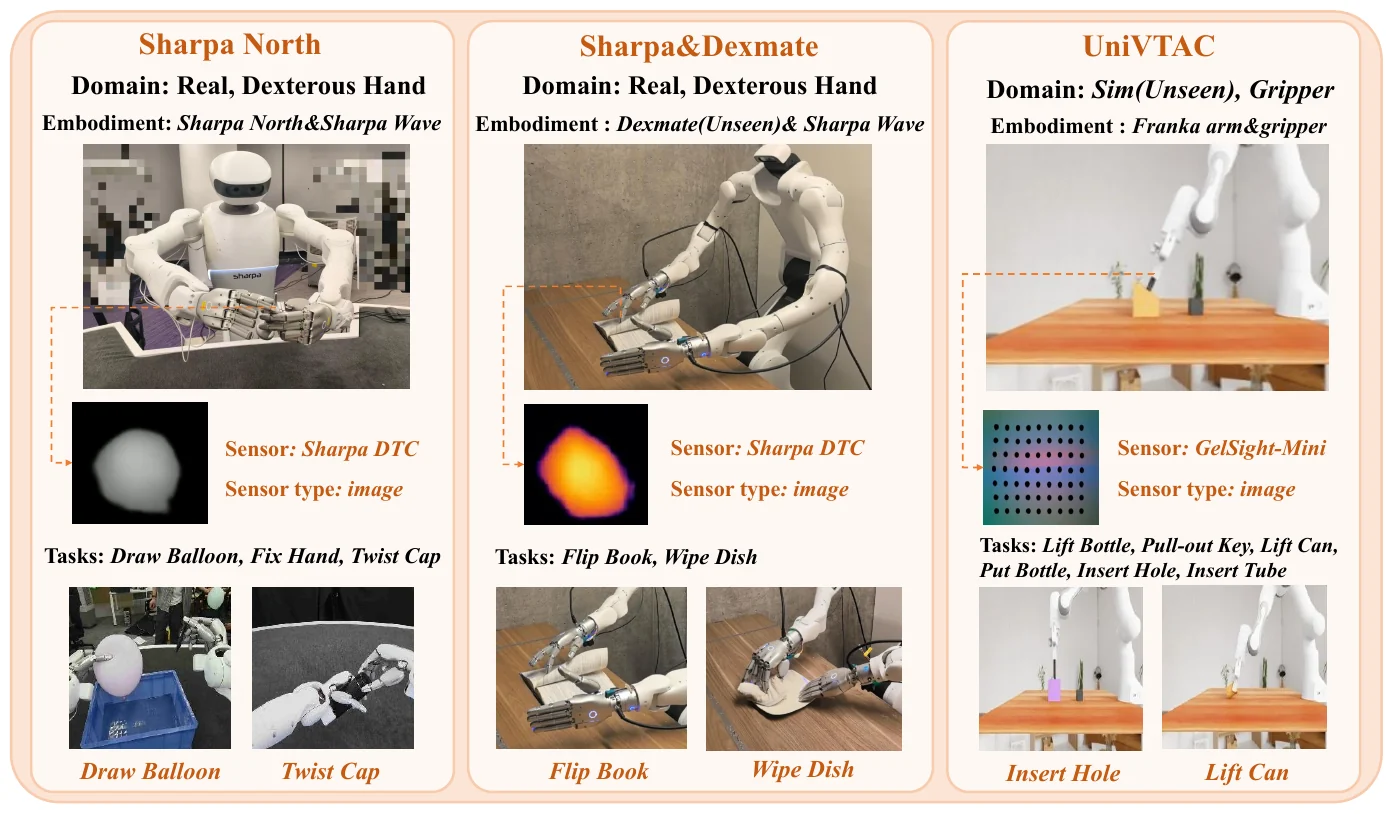 Sharpa North
Domain: Real, Dexterous Hand
Embodiment: Sharpa North&Sharpa Wave
sharpa
Sensor: Sharpa DTC
Sensor type: image
Tasks: Draw Balloon, Fix Hand, Twist Cap
Draw Balloon
Twist Cap
Sharpa&Dexmate
Domain: Real, Dexterous Hand
Embodiment : Dexmate(Unseen)& Sharpa Wave
Sensor: Sharpa DTC
Sensor type: image
Tasks: Flip Book, Wipe Dish
Flip Book
Wipe Dish
UniVTAC
Domain: Sim(Unseen), Gripper
Embodiment : Franka arm&gripper
Sensor: GelSight-Mini
Sensor type: image
Tasks: Lift Bottle, Pull-out Key, Lift Can,
Put Bottle, Insert Hole, Insert Tube
Insert Hole
Lift Can